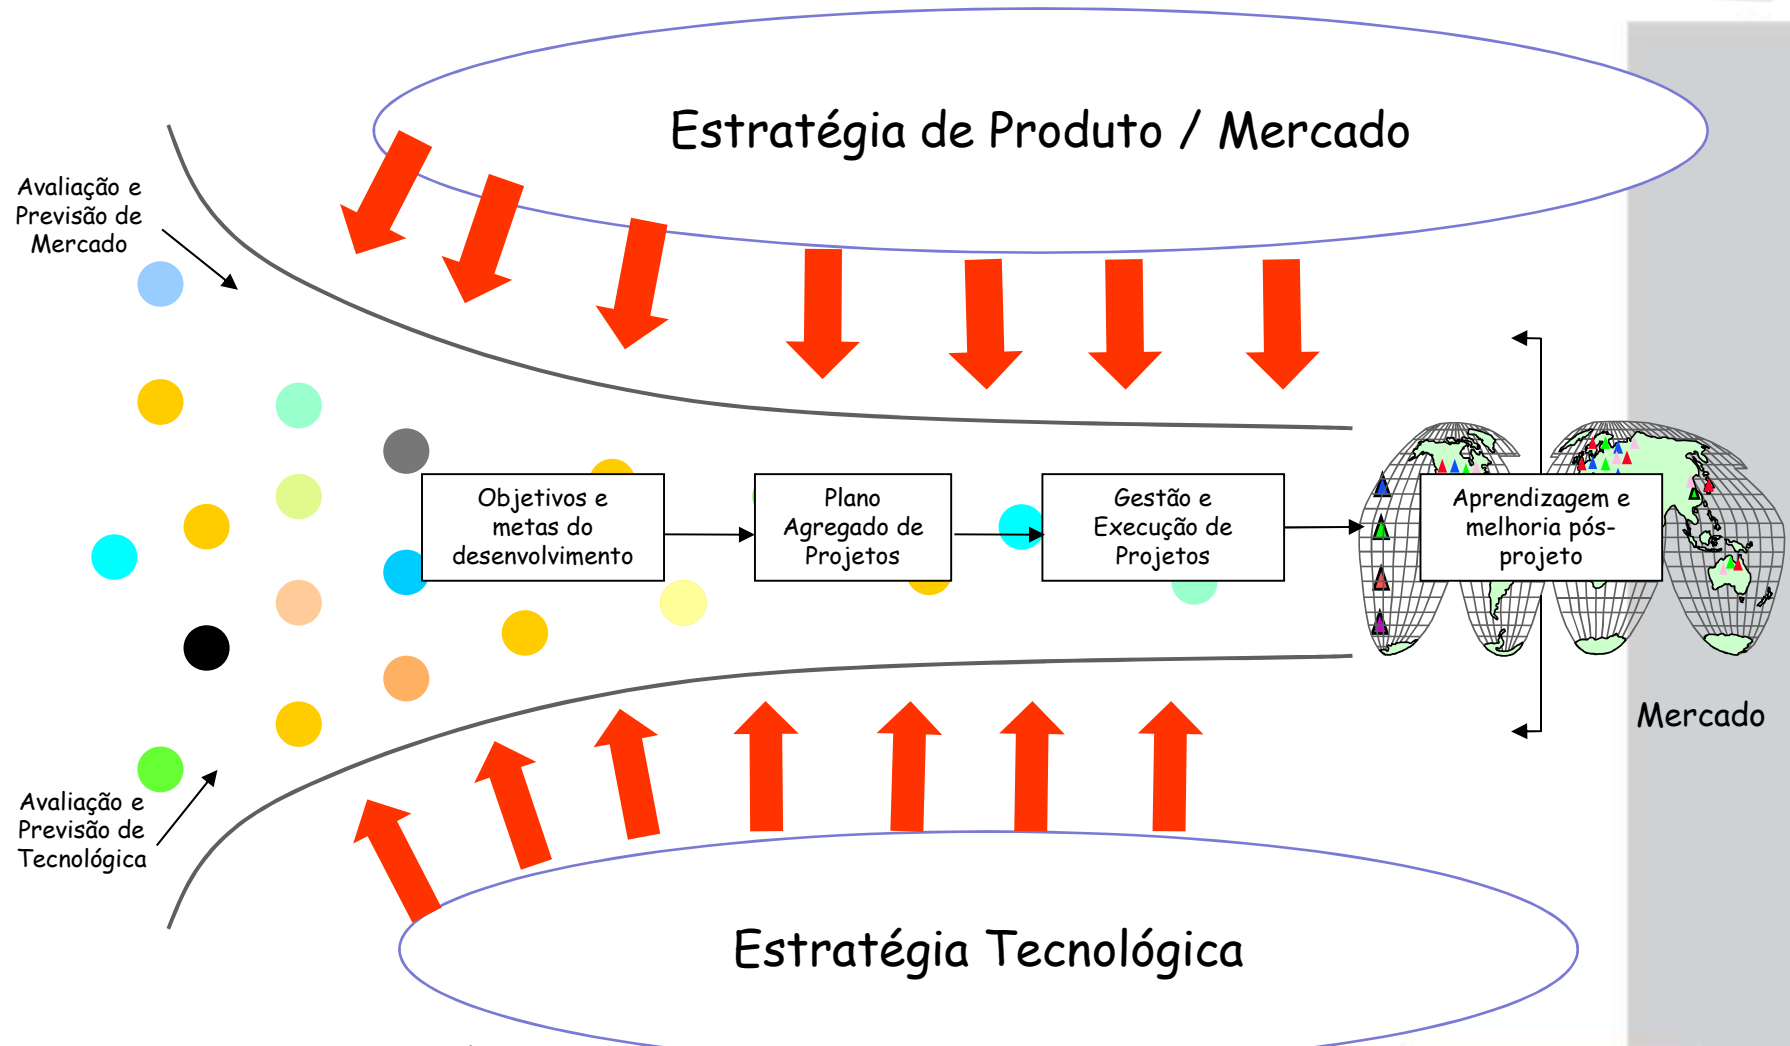 Estratégia de Produto / Mercado
Avaliação e
Previsão de
Mercado
Objetivos e
metas do
desenvolvimento
Plano
Agregado de
Projetos
Gestão e
Execução de
Projetos
Aprendizagem e
melhoria pós-
projeto
Mercado
Avaliação e
Previsão de
Tecnológica
Estratégia Tecnológica